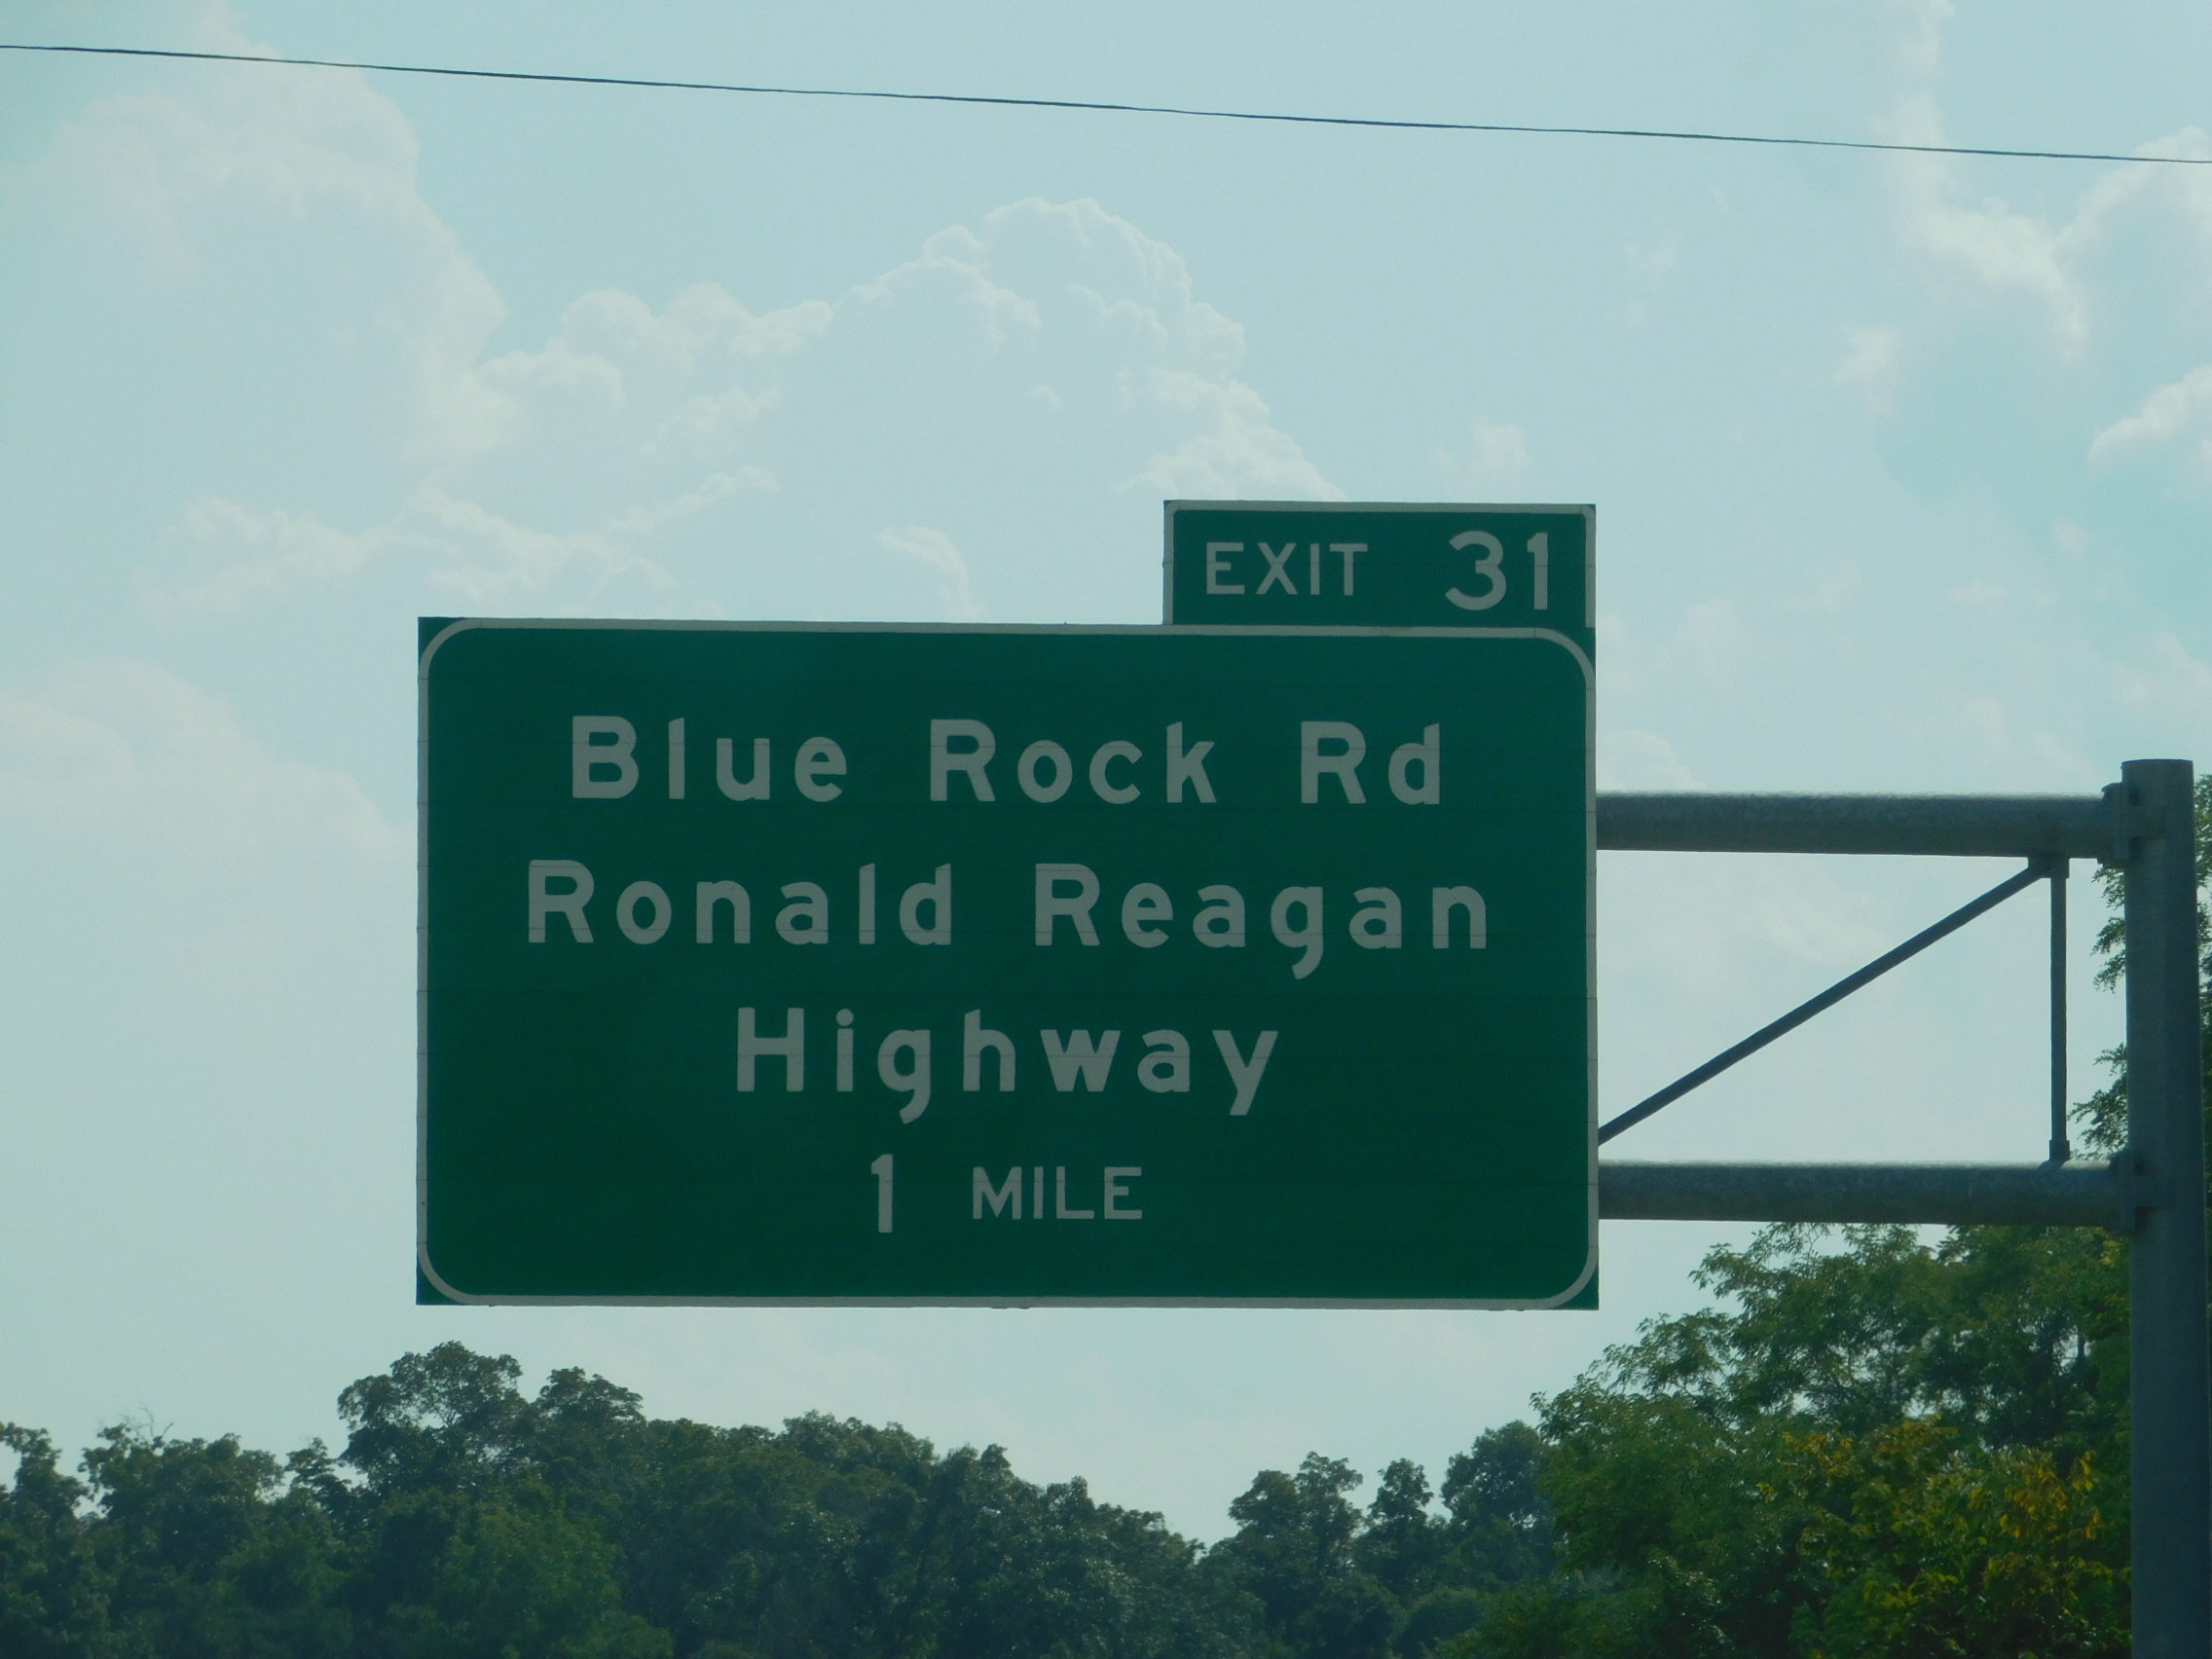 EXIT 31
Blue Rock Rd
Ronald Reagan
Highway
1 MILE